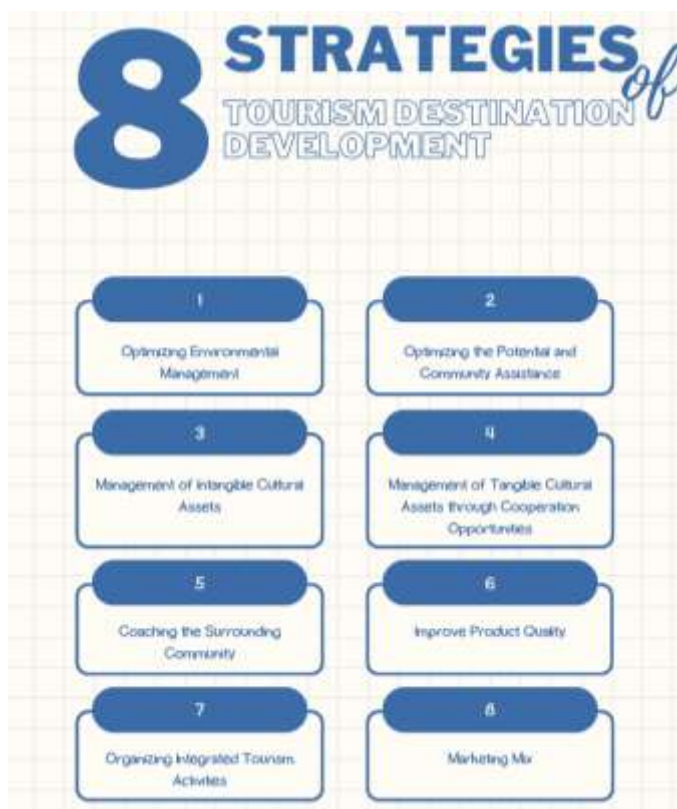 8
STRATEGIES
of
TOURISM DESTINATION
DEVELOPMENT
1
Optimizing Environmental
Management
2
Optimizing the Potential and
Community Assistance
3
Management of Intangible Cultural
Assets
4
Management of Tangible Cultural
Assets through Cooperation
Opportunities
5
Coaching the Surrounding
Community
6
Improve Product Quality
7
Organizing Integrated Tourism
Activities
8
Marketing Mix